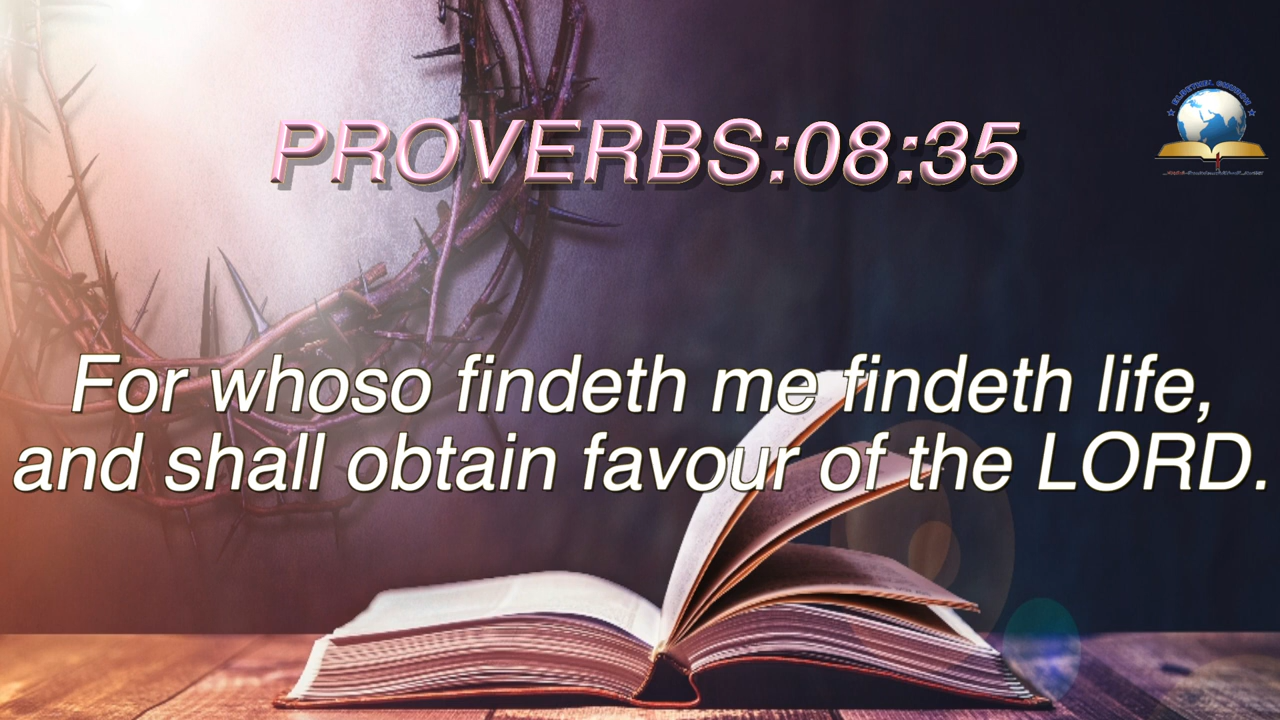 PROVERBS:08:35
For whoso findeth me findeth life,
and shall obtain favour of the LORD.